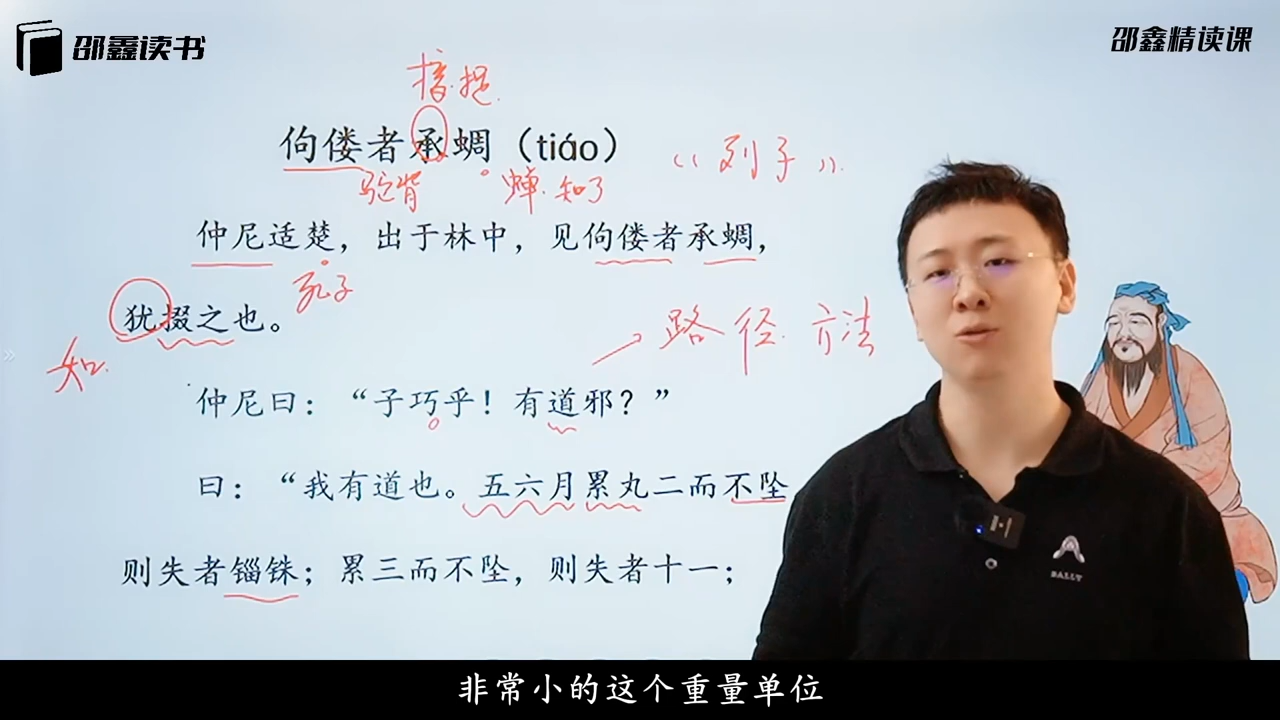 邵鑫读书
邵鑫精读课
捂捉
佝偻者承蜩（tiáo）
《列子》
驼背
蝉 知了
仲尼适楚，出于林中，见佝偻者承蜩，
孔子
犹掇之也。
路径 方法
如
仲尼曰：“子巧乎！有道邪？”
曰：“我有道也。五六月累丸二而不坠
则失者锱铢；累三而不坠，则失者十一；
BALLY
非常小的这个重量单位